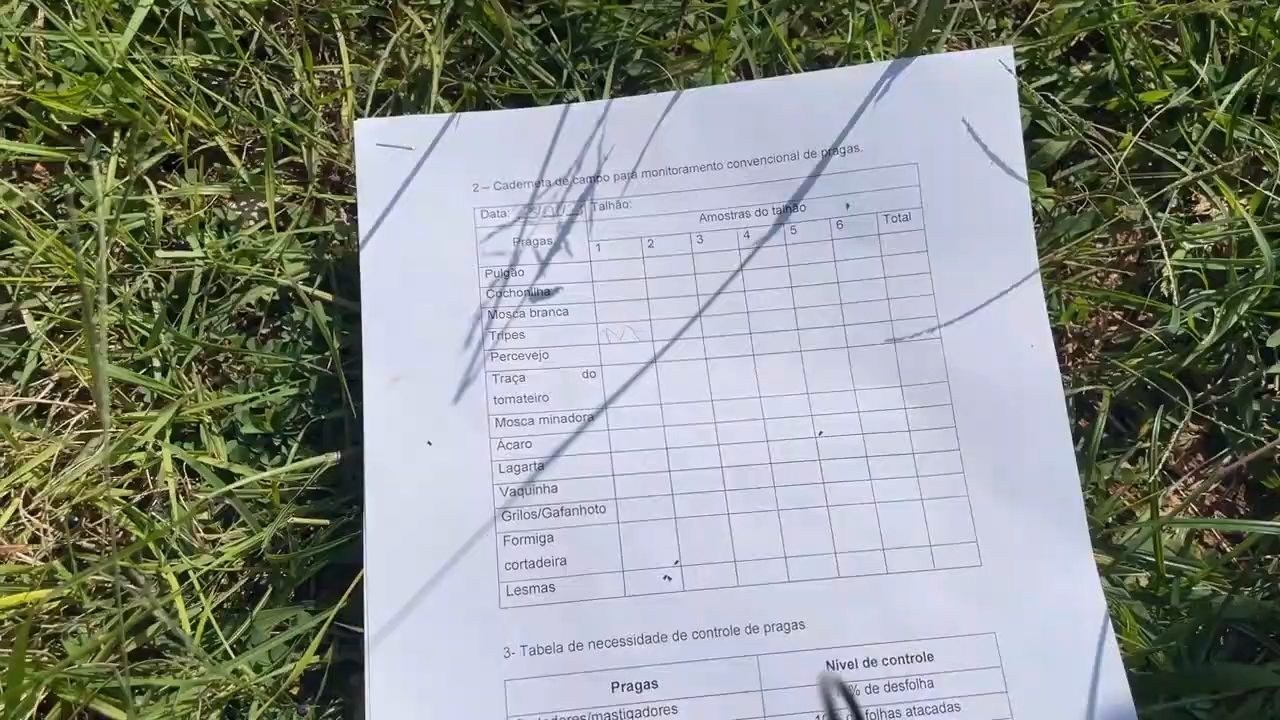 2 – Caderneta de campo para monitoramento convencional de pragas.
Data: Talhão:
Pragas Amostras do talhão
1 2 3 4 5 6 Total
Pulgão
Cochonilha
Mosca branca
Tripes M
Percevejo
Traça do
tomateiro
Mosca minadora
Ácaro
Lagarta
Vaquinha
Grilos/Gafanhoto
Formiga
cortadeira
Lesmas
3- Tabela de necessidade de controle de pragas
Pragas Nível de controle
% de desfolha
folhas atacadas